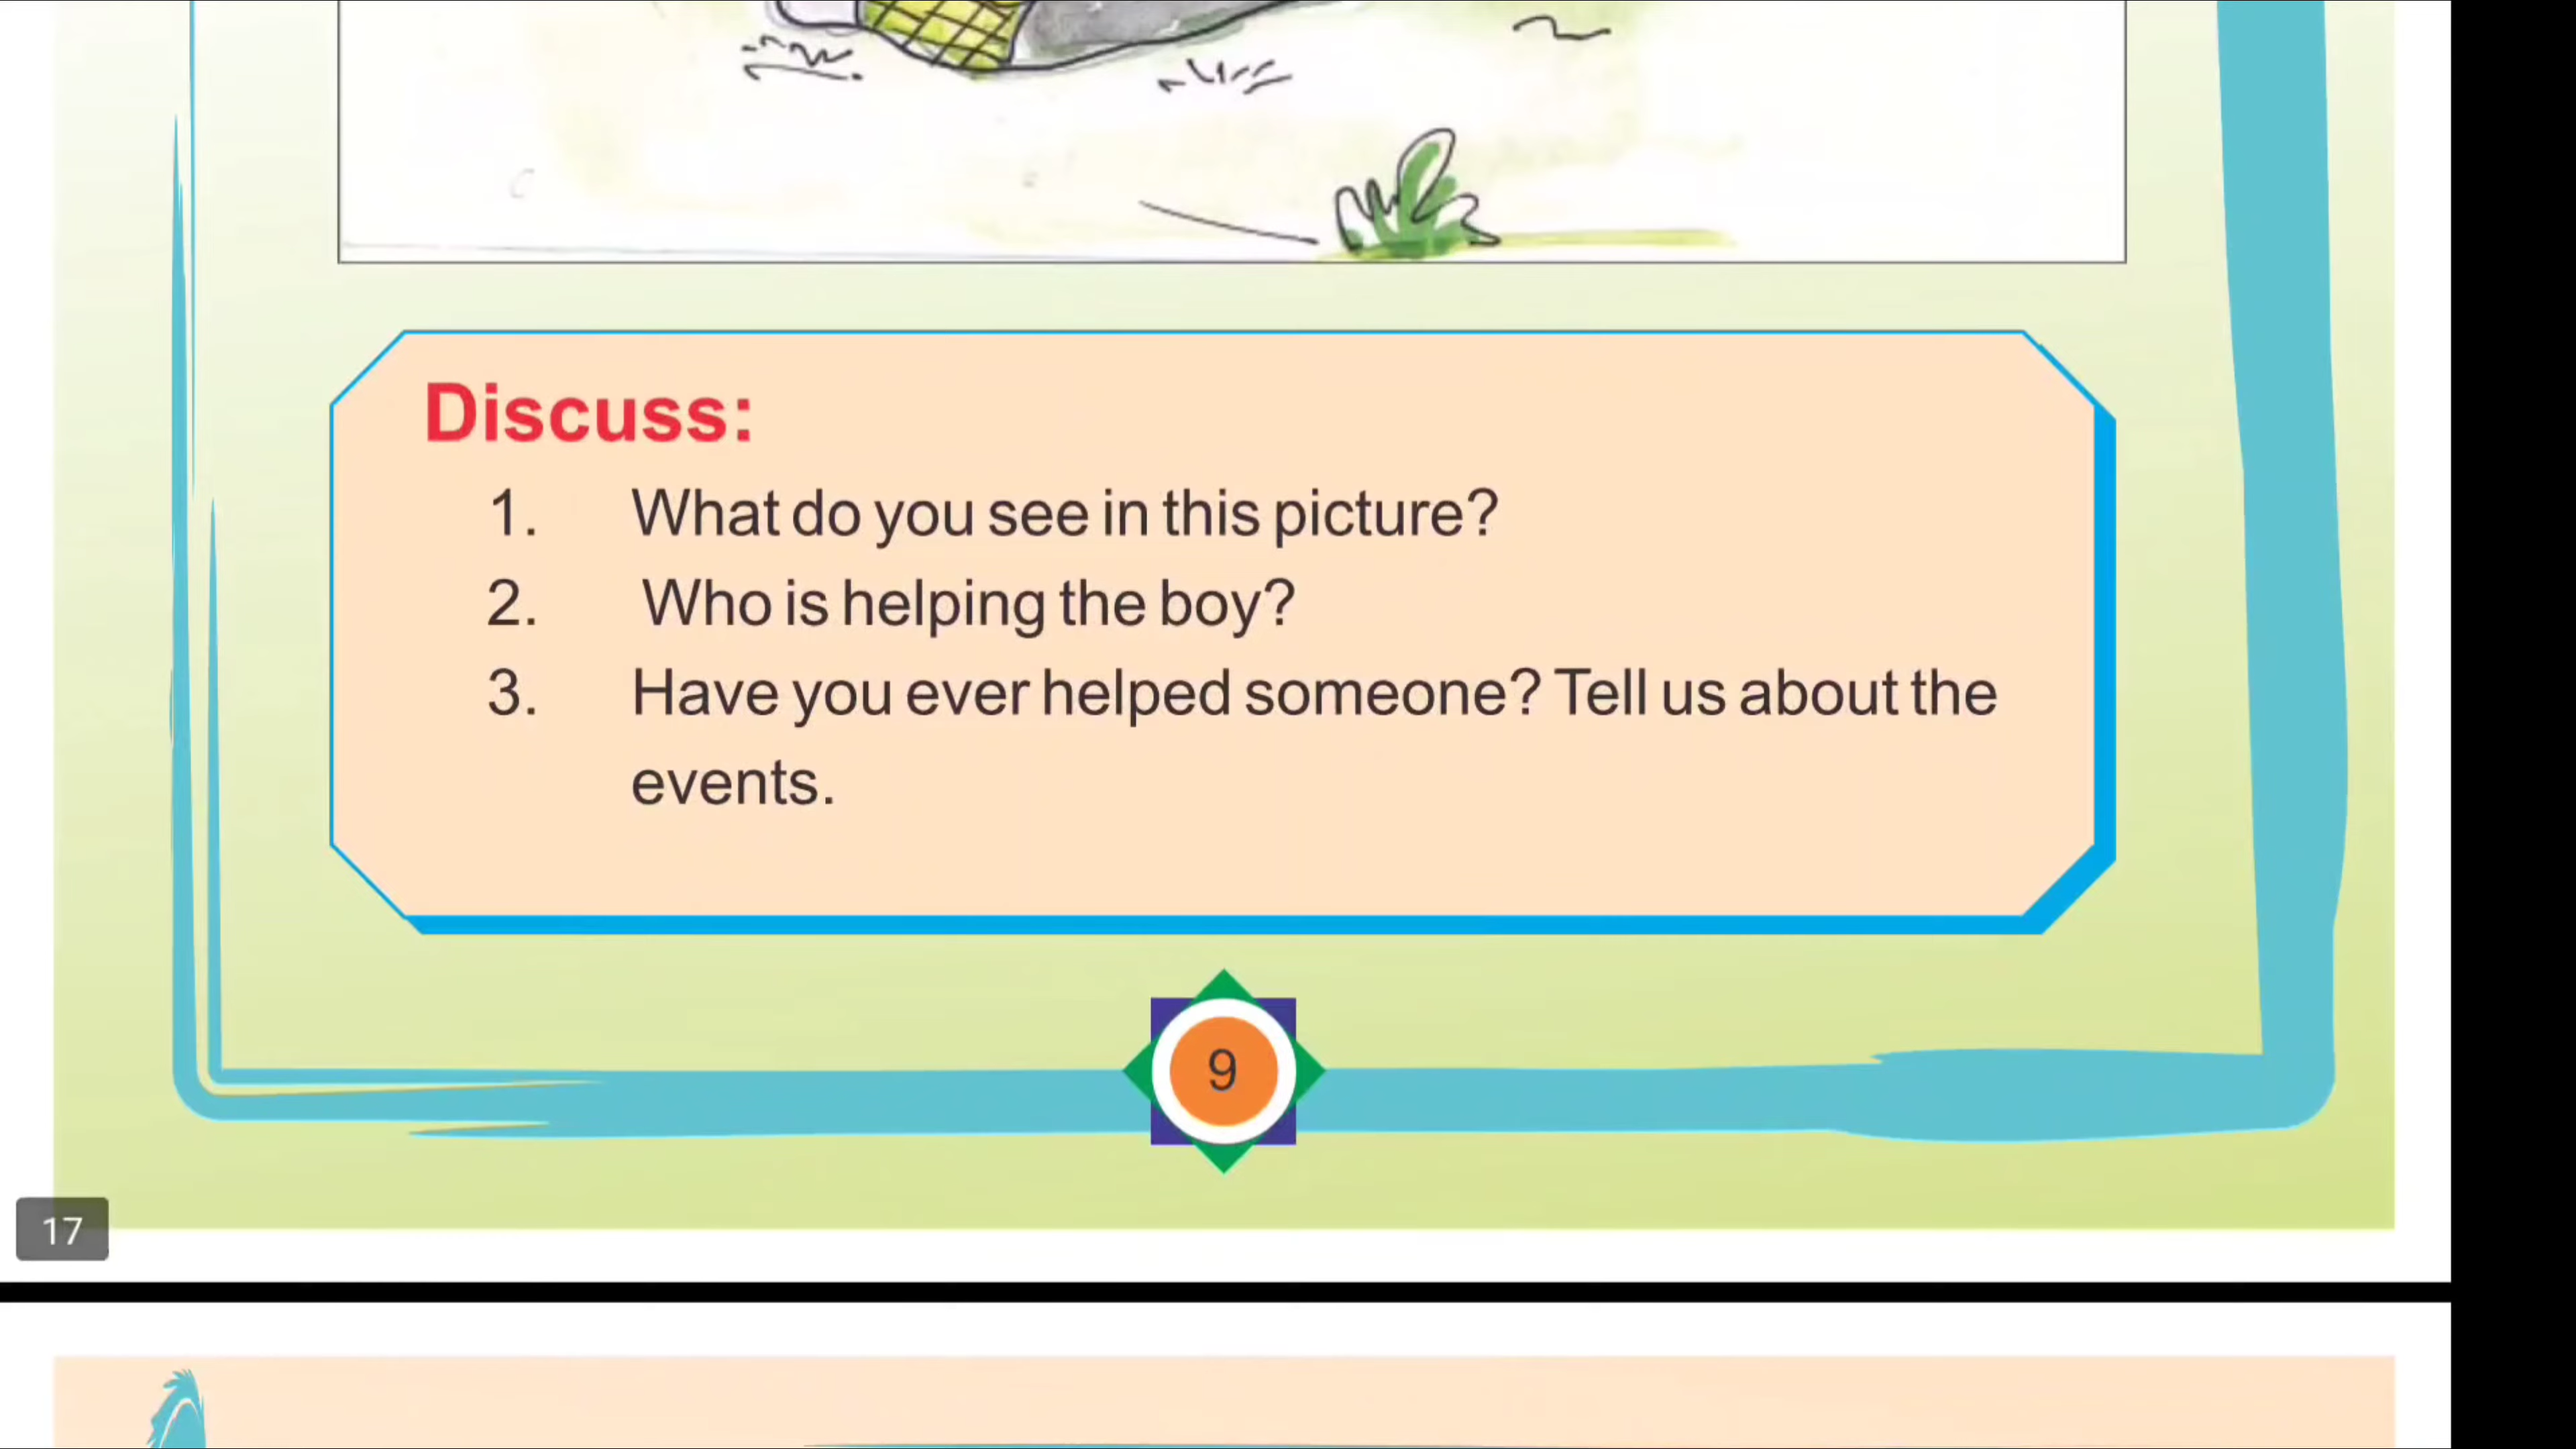 Discuss:
1. What do you see in this picture?
2. Who is helping the boy?
3. Have you ever helped someone? Tell us about the
events.
9
17